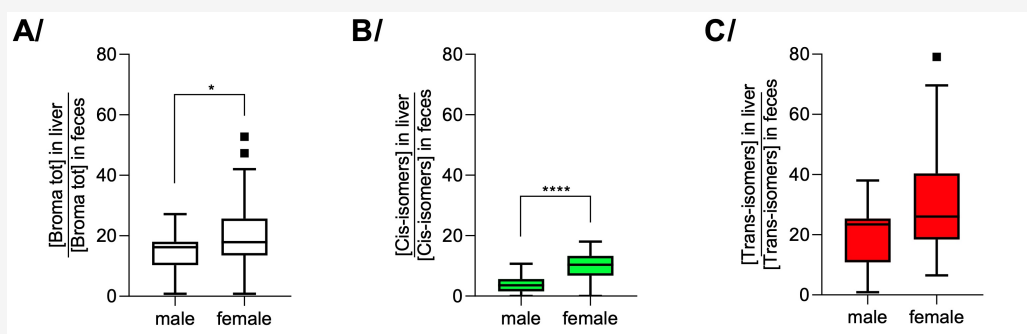 A/
[Broma tot] in liver
[Broma tot] in feces
80
60
40
20
0
*
male female
B/
[Cis-isomers] in liver
[Cis-isomers] in feces
80
60
40
20
0
****
male female
C/
[Trans-isomers] in liver
[Trans-isomers] in feces
80
60
40
20
0
male female